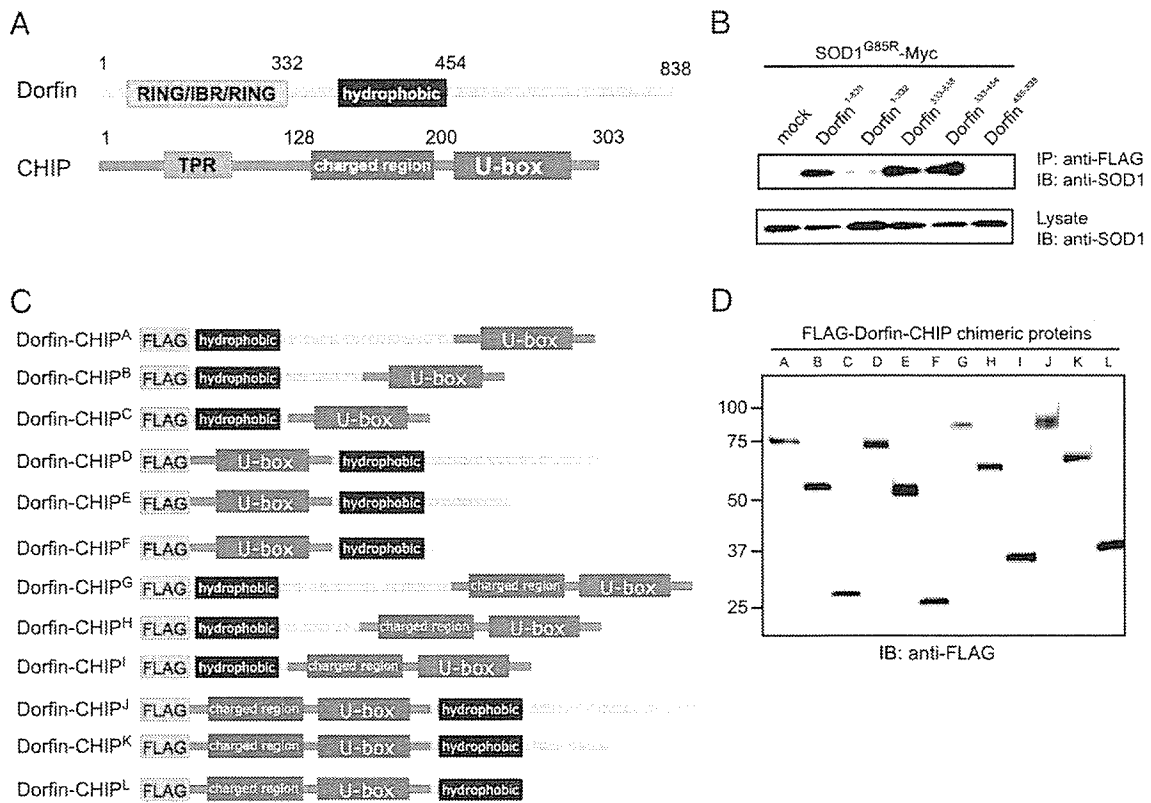 A
1 332 454 838
Dorfin RING/IBR/RING hydrophobic
1 128 200 303
CHIP TPR charged region U-box
B
SOD1G85R-Myc
mock Dorfin Dorfin1-332 Dorfin Dorfin333-454 Dorfin
IP: anti-FLAG
IB: anti-SOD1
Lysate
IB: anti-SOD1
C
Dorfin-CHIPA FLAG hydrophobic U-box
Dorfin-CHIPB FLAG hydrophobic U-box
Dorfin-CHIPC FLAG hydrophobic U-box
Dorfin-CHIPD FLAG U-box hydrophobic
Dorfin-CHIPE FLAG U-box hydrophobic
Dorfin-CHIPF FLAG U-box hydrophobic
Dorfin-CHIPG FLAG hydrophobic charged region U-box
Dorfin-CHIPH FLAG hydrophobic charged region U-box
Dorfin-CHIPI FLAG hydrophobic charged region U-box
Dorfin-CHIPJ FLAG charged region U-box hydrophobic
Dorfin-CHIPK FLAG charged region U-box hydrophobic
Dorfin-CHIPL FLAG charged region U-box hydrophobic
D
FLAG-Dorfin-CHIP chimeric proteins
A B C D E F G H I J K L
100
75
50
37
25
IB: anti-FLAG